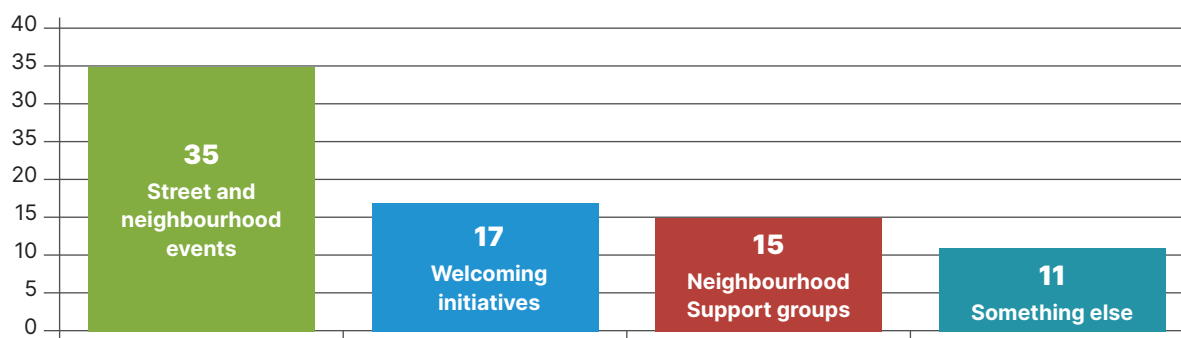 40
35
30
35
20
15
10
5
0
35
Street and
neighbourhood
events
17
Welcoming
initiatives
15
Neighbourhood
Support groups
11
Something else